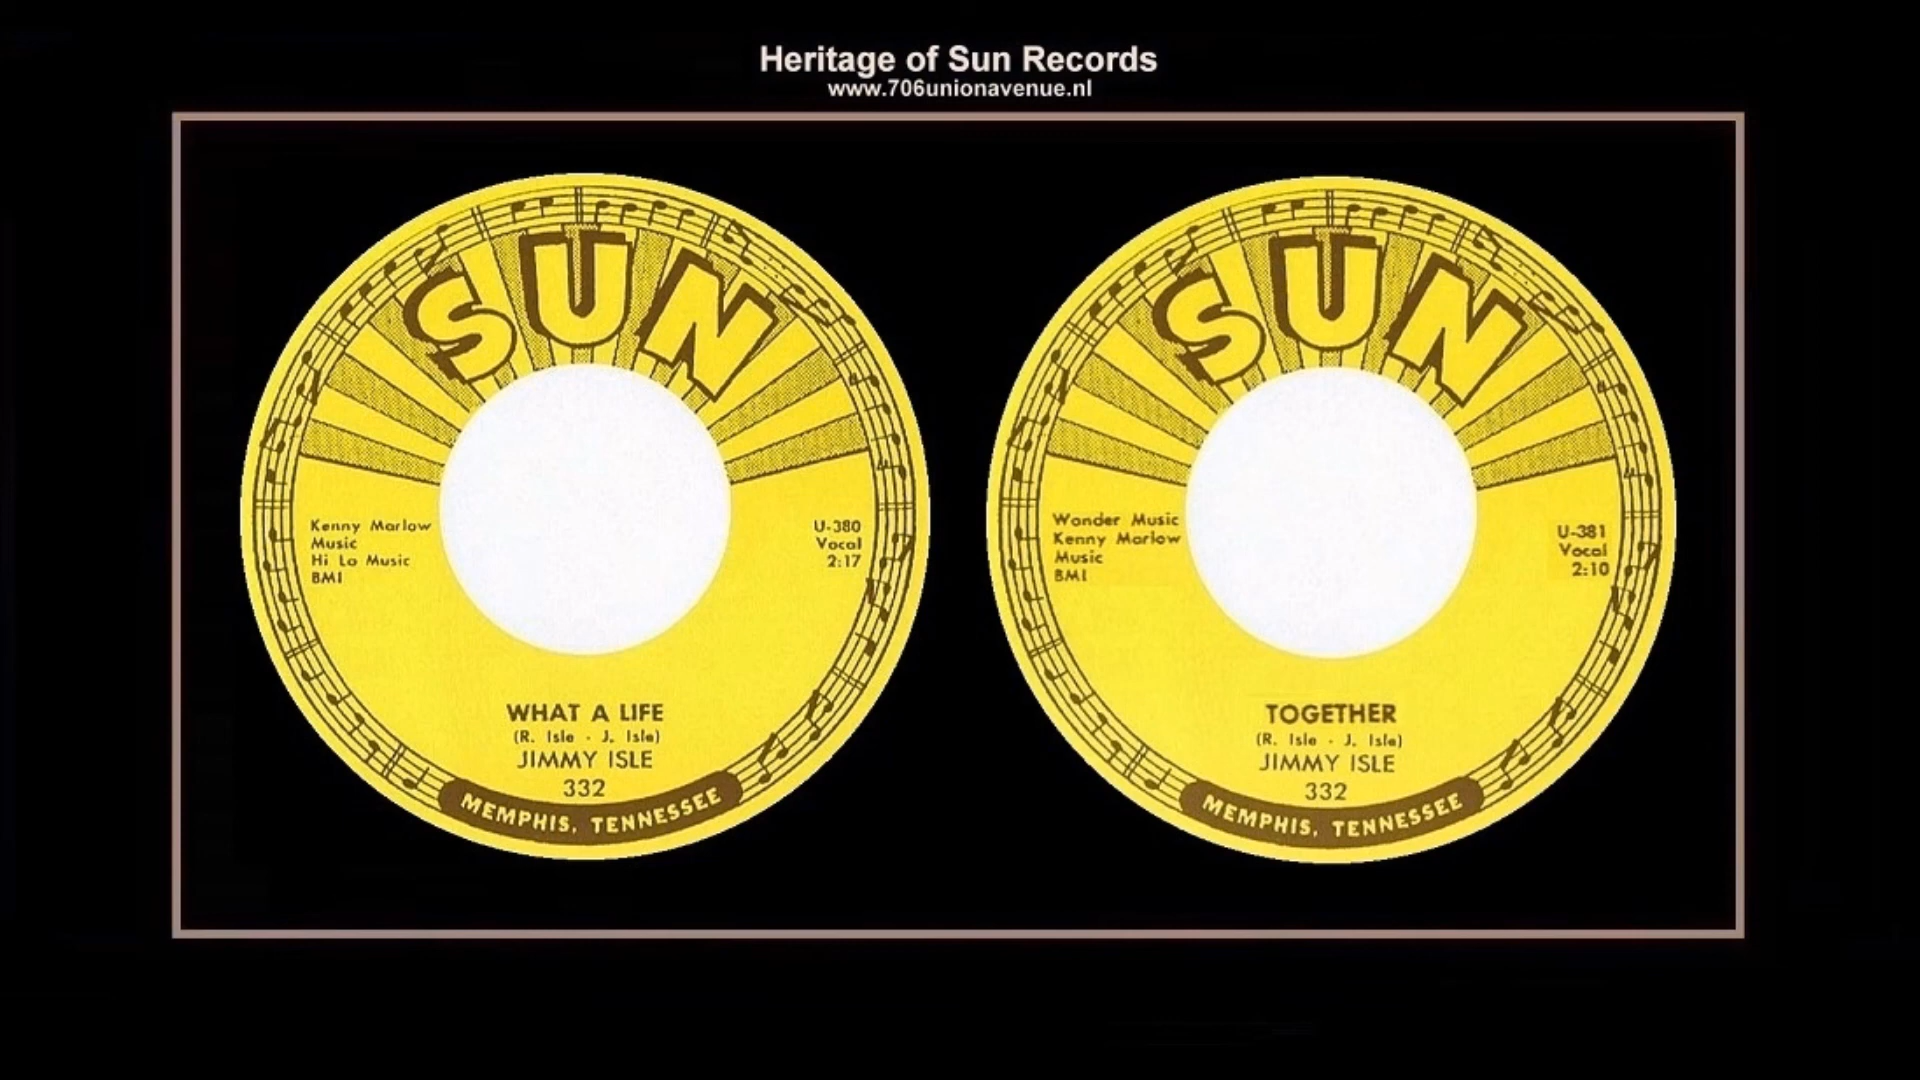 Heritage of Sun Records
www.706unionavenue.nl
SUN
Kenny Marlow
Music
Hi Lo Music
BMI
U-380
Vocal
2:17
WHAT A LIFE
(R. Isle - J. Isle)
JIMMY ISLE
332
MEMPHIS, TENNESSEE
SUN
Wonder Music
Kenny Marlow
Music
BMI
U-381
Vocal
2:10
TOGETHER
(R. Isle - J. Isle)
JIMMY ISLE
332
MEMPHIS, TENNESSEE